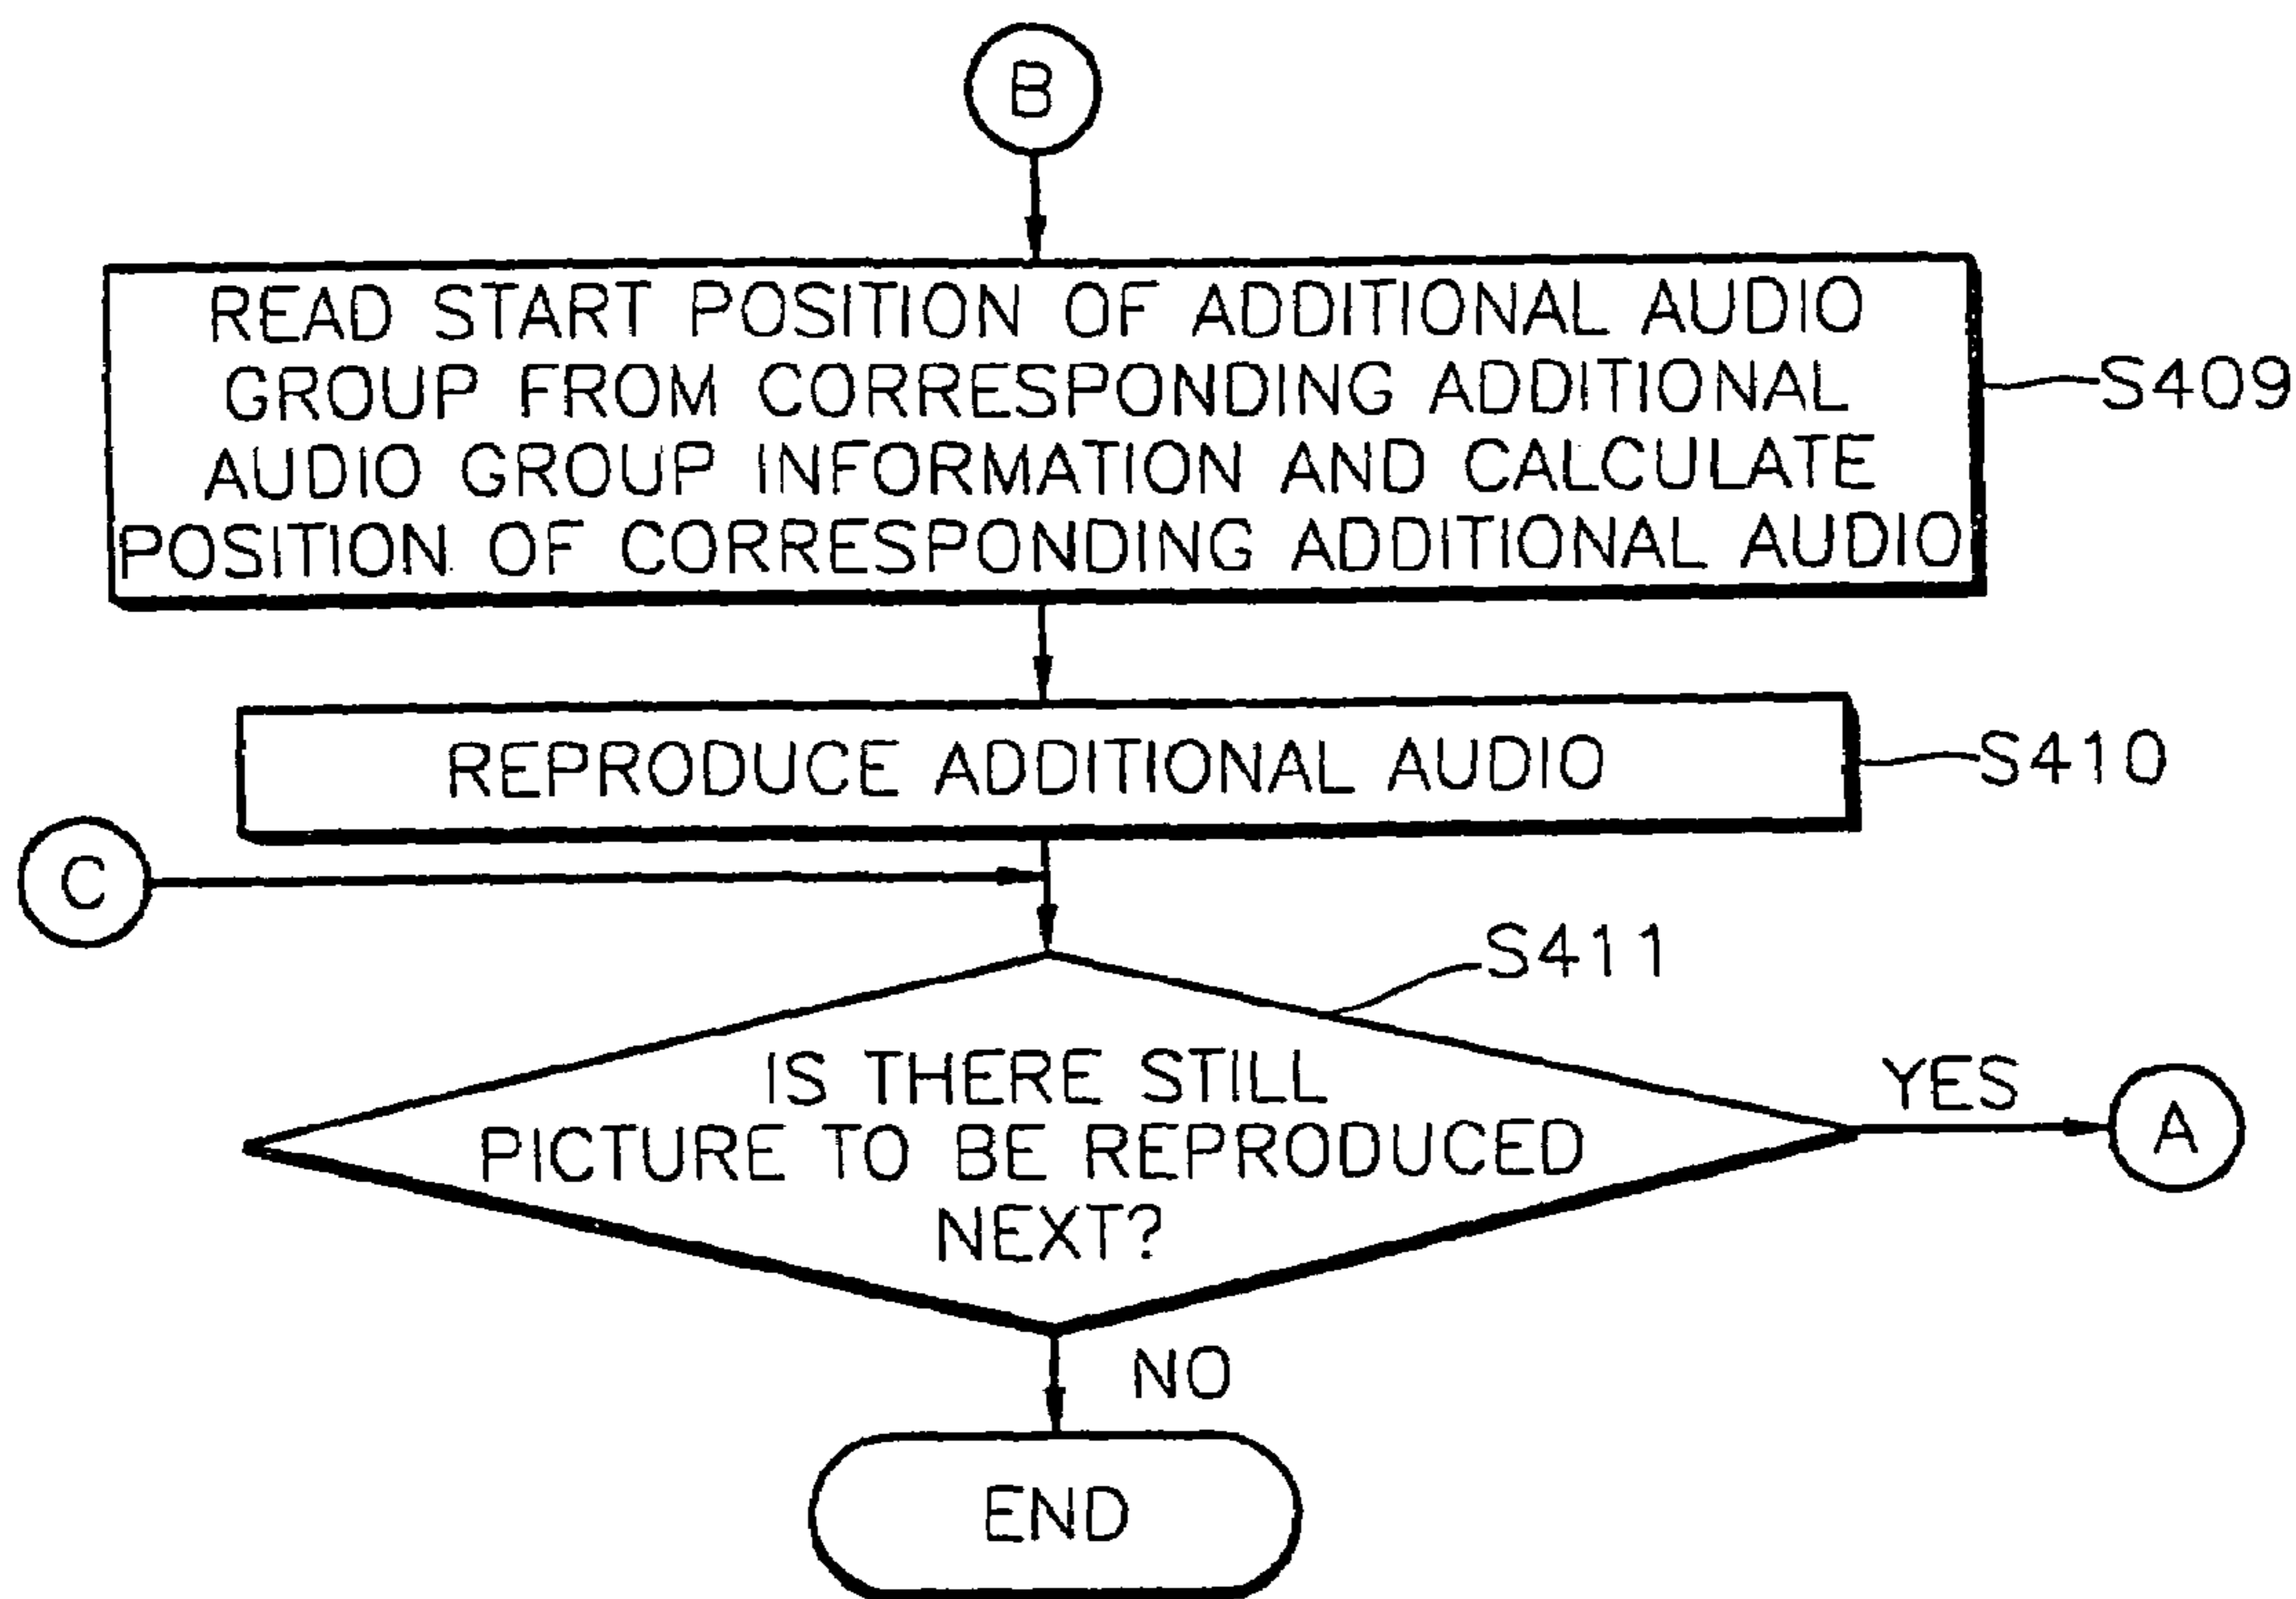 B
READ START POSITION OF ADDITIONAL AUDIO
GROUP FROM CORRESPONDING ADDITIONAL
AUDIO GROUP INFORMATION AND CALCULATE
POSITION OF CORRESPONDING ADDITIONAL AUDIO
S409
REPRODUCE ADDITIONAL AUDIO
S410
C
S411
IS THERE STILL
PICTURE TO BE REPRODUCED
NEXT?
YES
A
NO
END